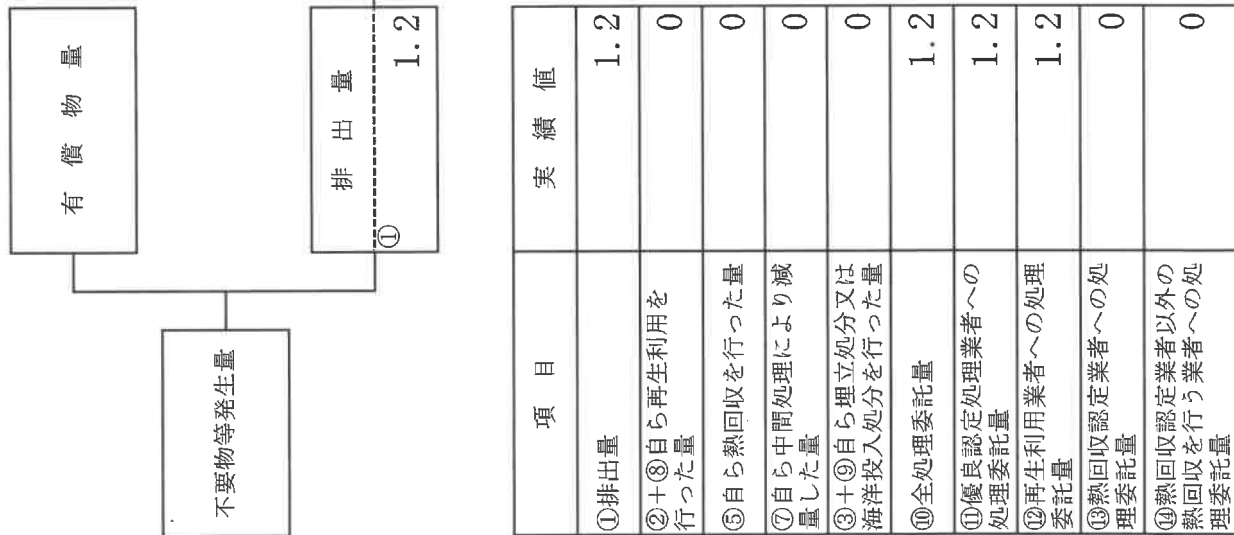 有償物量
不要物等発生量
排出量
①
1.2
項目 実績値
①排出量 1.2
②＋⑧自ら再生利用を
行った量 0
⑤自ら熱回収を行った量 0
⑦自ら中間処理により減
量した量 0
③＋⑨自ら埋立処分又は
海洋投入処分を行った量 0
⑩全処理委託量 1.2
⑪優良認定処理業者への
処理委託量 1.2
⑫再生利用業者への処理
委託量 1.2
⑬熱回収認定業者への処
理委託量 0
⑭熱回収認定業者以外の
熱回収を行う業者への処
理委託量 0